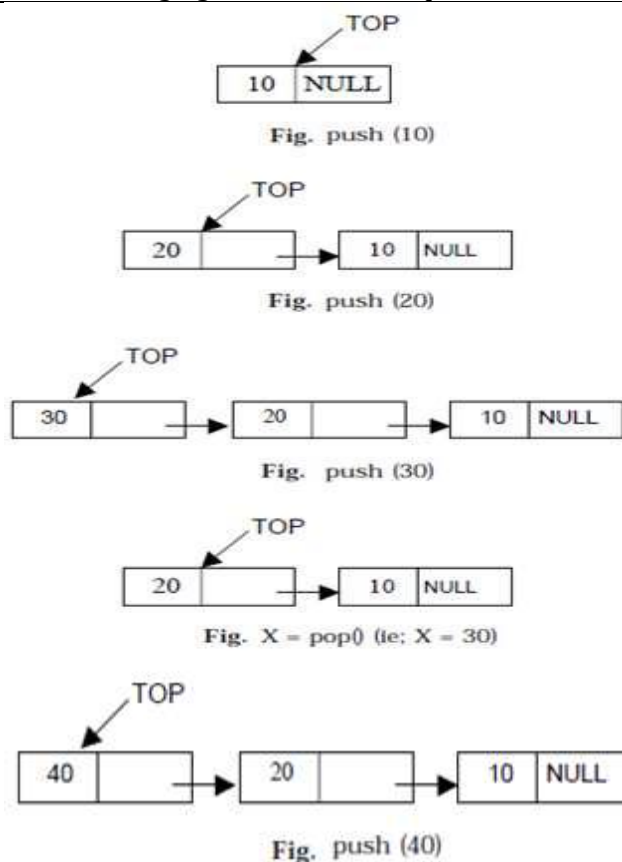 TOP
10 NULL
Fig. push (10)
TOP
20 10 NULL
Fig. push (20)
TOP
30 20 10 NULL
Fig. push (30)
TOP
20 10 NULL
Fig. X = pop() (ie; X = 30)
TOP
40 20 10 NULL
Fig. push (40)